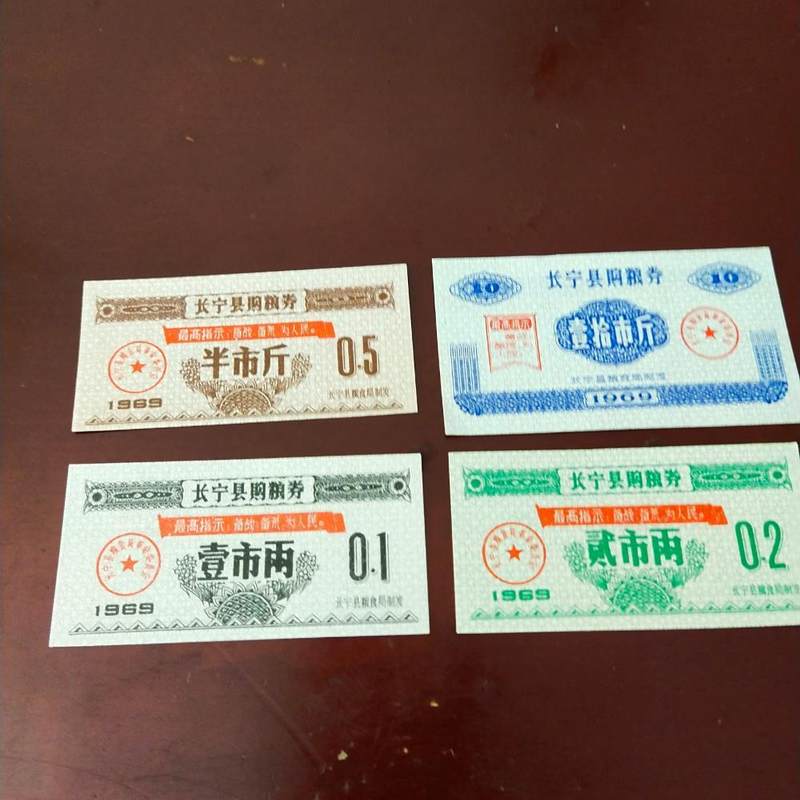 长宁县购粮券
最高指示:备战、备荒、为人民。
半市斤
0.5
1969
长宁县粮食局制发
长宁县购粮券
10
10
最高指示
壹拾市斤
长宁县粮食局制发
1969
长宁县购粮券
最高指示:备战、备荒、为人民。
壹市两
0.1
1969
长宁县粮食局制发
长宁县购粮券
最高指示:备战、备荒、为人民。
贰市两
0.2
1969
长宁县粮食局制发